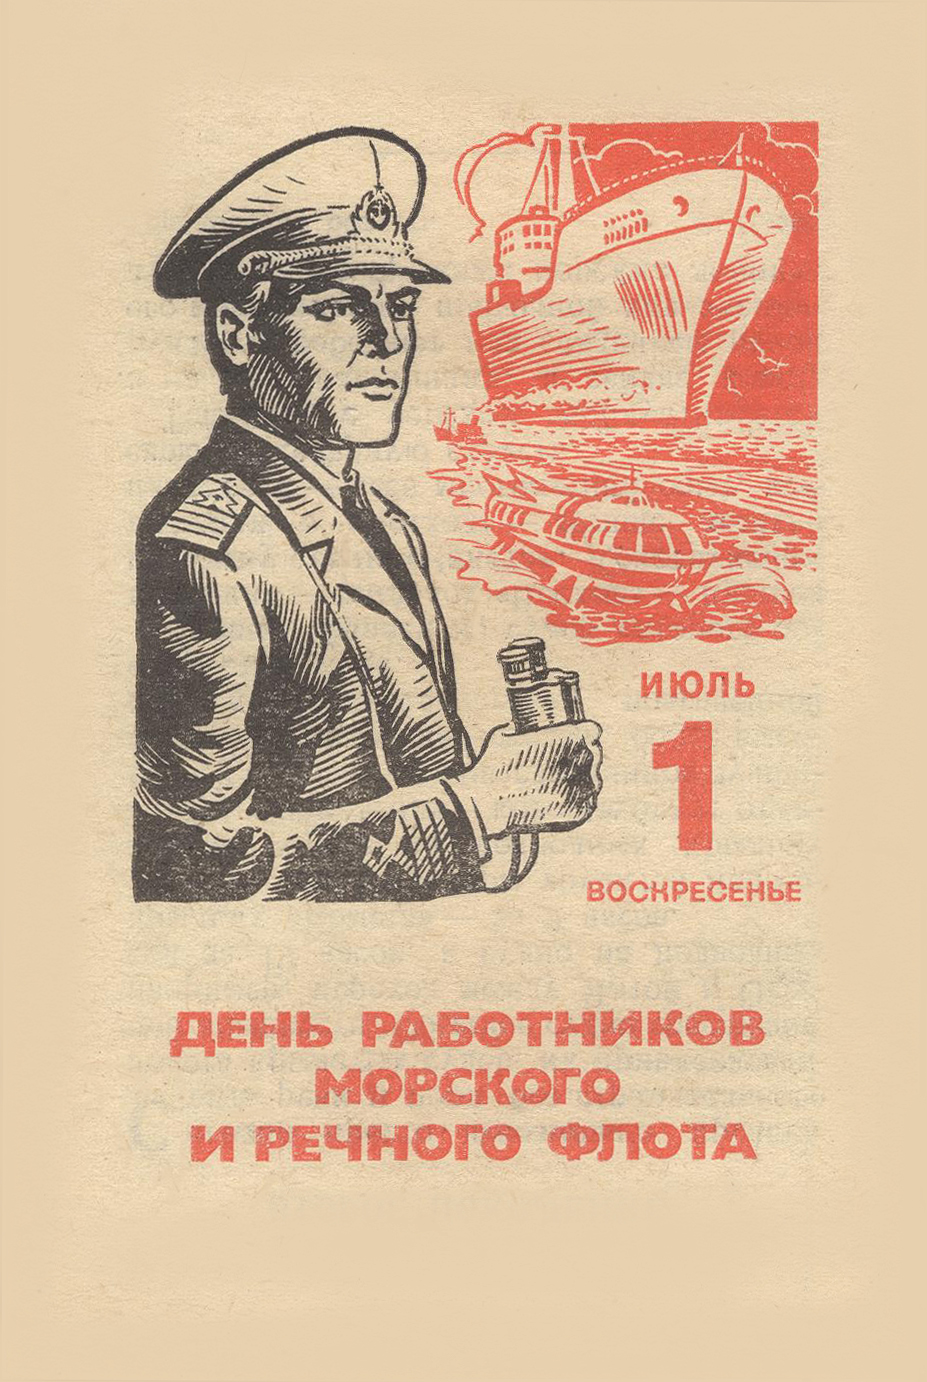 ИЮЛЬ
1
ВОСКРЕСЕНЬЕ
ДЕНЬ РАБОТНИКОВ
МОРСКОГО
И РЕЧНОГО ФЛОТА